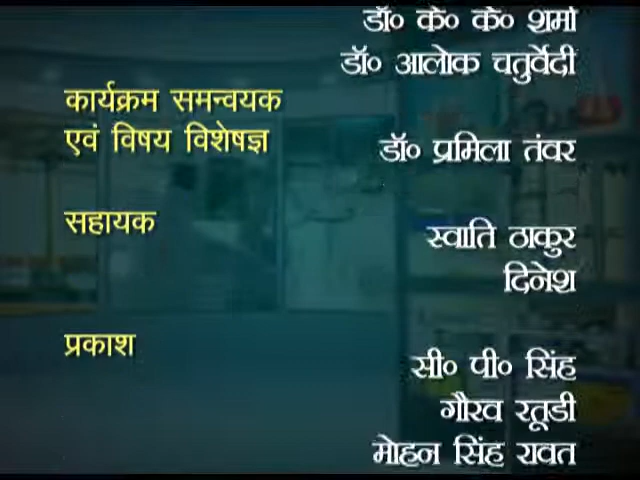 डॉ० के० के० शर्मा
डॉ० आलोक चतुर्वेदी
कार्यक्रम समन्वयक
एवं विषय विशेषज्ञ
डॉ० प्रमिला तंवर
सहायक
स्वाति ठाकुर
दिनेश
प्रकाश
सी० पी० सिंह
गौरव रतूडी
मोहन सिंह रावत